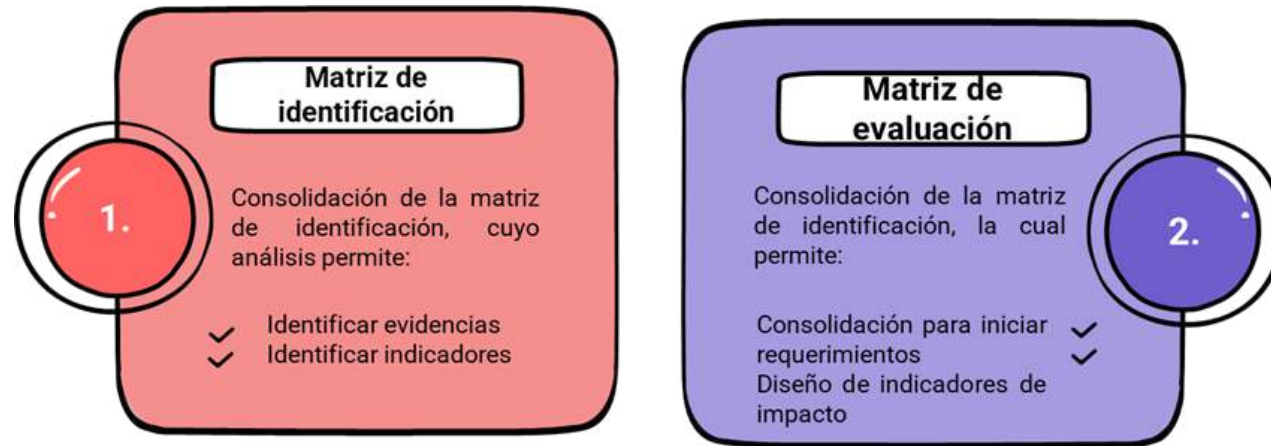 Matriz de
identificación
1.
Consolidación de la matriz
de identificación, cuyo
análisis permite:
Identificar evidencias
Identificar indicadores
Matriz de
evaluación
2.
Consolidación de la matriz
de identificación, la cual
permite:
Consolidación para iniciar
requerimientos
Diseño de indicadores de
impacto